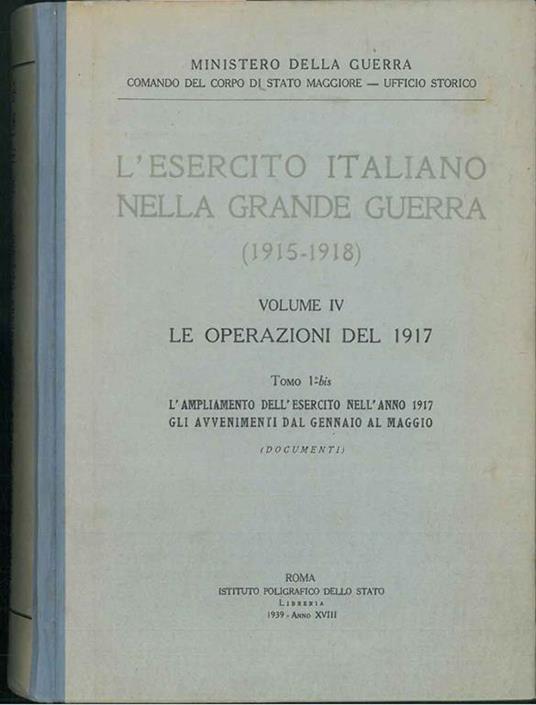 MINISTERO DELLA GUERRA
COMANDO DEL CORPO DI STATO MAGGIORE — UFFICIO STORICO
L'ESERCITO ITALIANO
NELLA GRANDE GUERRA
(1915-1918)
VOLUME IV
LE OPERAZIONI DEL 1917
TOMO 1º-bis
L'AMPLIAMENTO DELL'ESERCITO NELL'ANNO 1917
GLI AVVENIMENTI DAL GENNAIO AL MAGGIO
(DOCUMENTI)
ROMA
ISTITUTO POLIGRAFICO DELLO STATO
LIBRERIA
1939 - ANNO XVIII